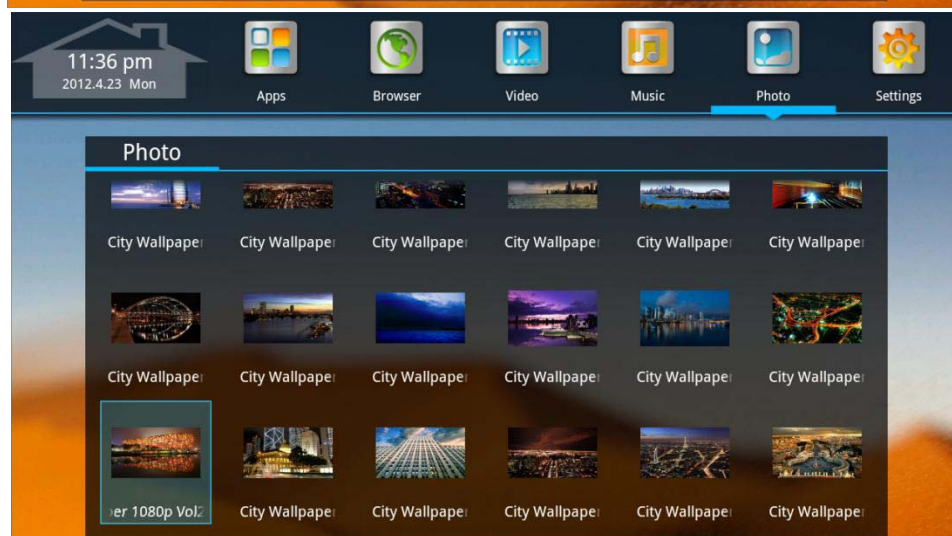 11:36 pm
2012.4.23 Mon
Apps
Browser
Video
Music
Photo
Settings
Photo
City Wallpaper
City Wallpaper
City Wallpaper
City Wallpaper
City Wallpaper
City Wallpaper
City Wallpaper
City Wallpaper
City Wallpaper
City Wallpaper
City Wallpaper
City Wallpaper
er 1080p Vol2
City Wallpaper
City Wallpaper
City Wallpaper
City Wallpaper
City Wallpaper